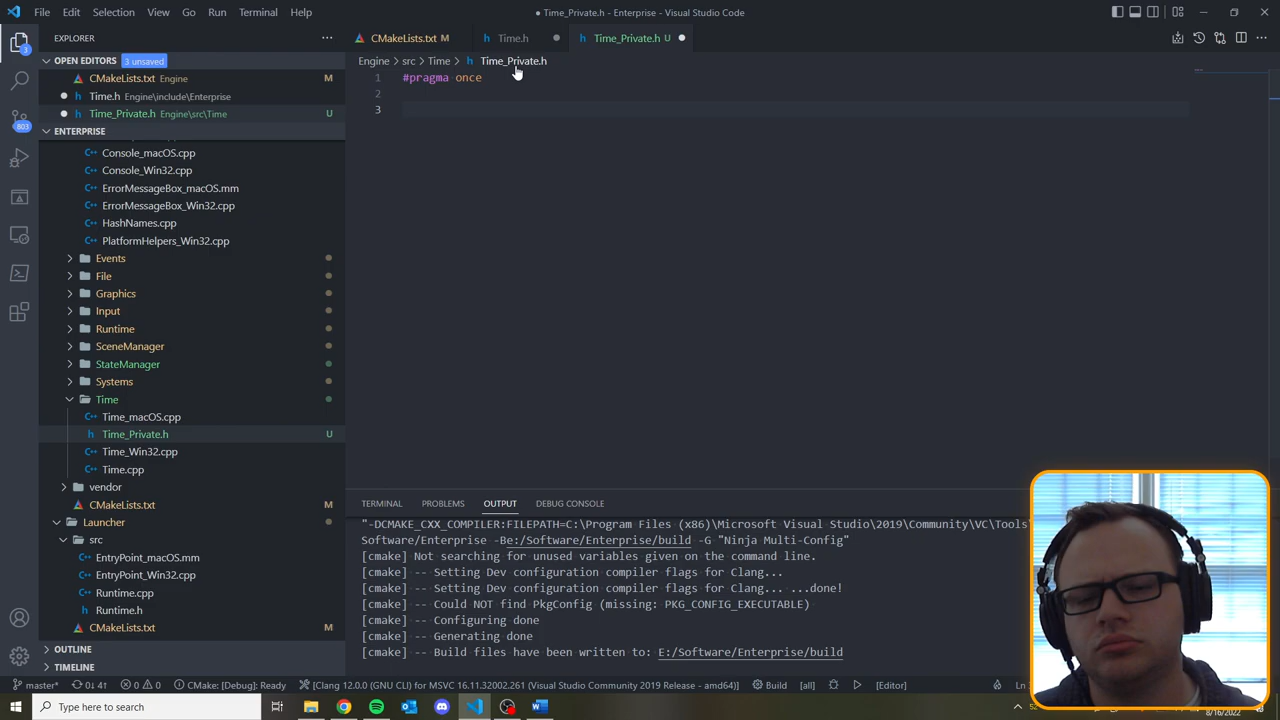 File Edit Selection View Go Run Terminal Help
● Time_Private.h - Enterprise - Visual Studio Code
EXPLORER
CMakeLists.txt M
Time.h
Time_Private.h U
OPEN EDITORS 3 unsaved
Engine > src > Time > Time_Private.h
CMakeLists.txt Engine M
1 #pragma once
Time.h Engine\include\Enterprise
2
Time_Private.h Engine\src\Time U
3
ENTERPRISE
Console_macOS.cpp
Console_Win32.cpp
ErrorMessageBox_macOS.mm
ErrorMessageBox_Win32.cpp
HashNames.cpp
PlatformHelpers_Win32.cpp
Events
File
Graphics
Input
Runtime
SceneManager
StateManager
Systems
Time
Time_macOS.cpp
Time_Private.h U
Time_Win32.cpp
Time.cpp
vendor
CMakeLists.txt M
Launcher
src
EntryPoint_macOS.mm
EntryPoint_Win32.cpp
Runtime.cpp
Runtime.h
CMakeLists.txt M
OUTLINE
TIMELINE
3
803
TERMINAL PROBLEMS OUTPUT DEBUG CONSOLE
"-DCMAKE_CXX_COMPILER:FILEPATH=C:\Program Files (x86)\Microsoft Visual Studio\2019\Community\VC\Tools
Software/Enterprise -Be:/Software/Enterprise/build -G "Ninja Multi-Config"
[cmake] Not searching for unused variables given on the command line.
[cmake] -- Setting Dev configuration compiler flags for Clang...
[cmake] -- Setting Dev configuration compiler flags for Clang.......done!
[cmake] -- Could NOT find PkgConfig (missing: PKG_CONFIG_EXECUTABLE)
[cmake] -- Configuring done
[cmake] -- Generating done
[cmake] -- Build files have been written to: E:/Software/Enterprise/build
master* 0↓ 4↑ 0 0 CMake: [Debug]: Ready [Clang 12.0.0 (GNU CLI) for MSVC 16.11.32002.261 (Visual Studio Community 2019 Release - amd64)] Build [all] [Editor]
Type here to search
8/16/2022